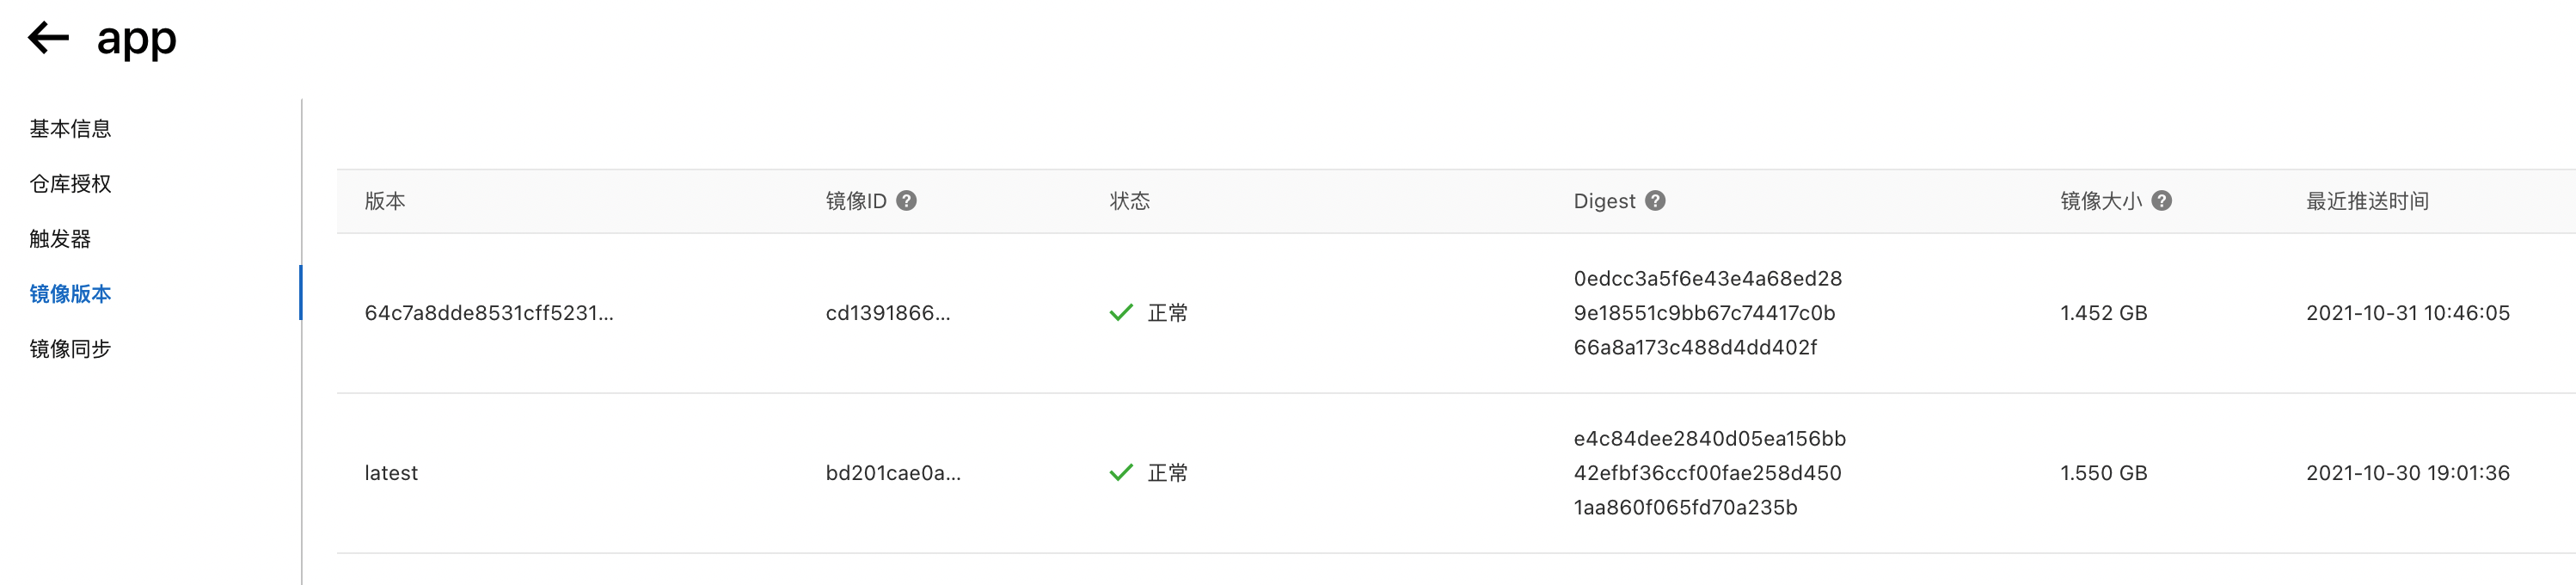 app
基本信息
仓库授权
触发器
镜像版本
镜像同步
版本 镜像ID 状态 Digest 镜像大小 最近推送时间
64c7a8dde8531cff5231... cd1391866... 正常 0edcc3a5f6e43e4a68ed28 1.452 GB 2021-10-31 10:46:05
9e18551c9bb67c74417c0b
66a8a173c488d4dd402f
latest bd201cae0a... 正常 e4c84dee2840d05ea156bb 1.550 GB 2021-10-30 19:01:36
42efbf36ccf00fae258d450
1aa860f065fd70a235b